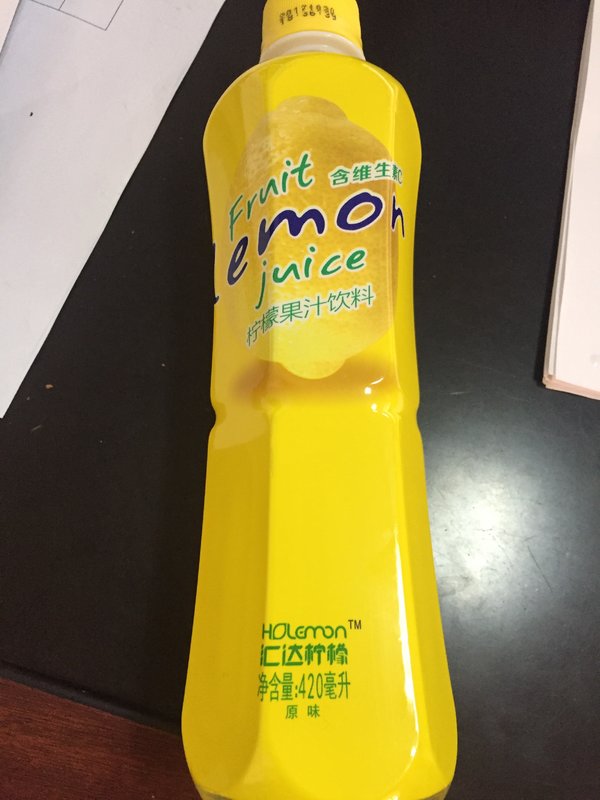 Fruit
含维生素C
Lemon
juice
柠檬果汁饮料
HOLemon™
汇达柠檬
净含量:420毫升
原味